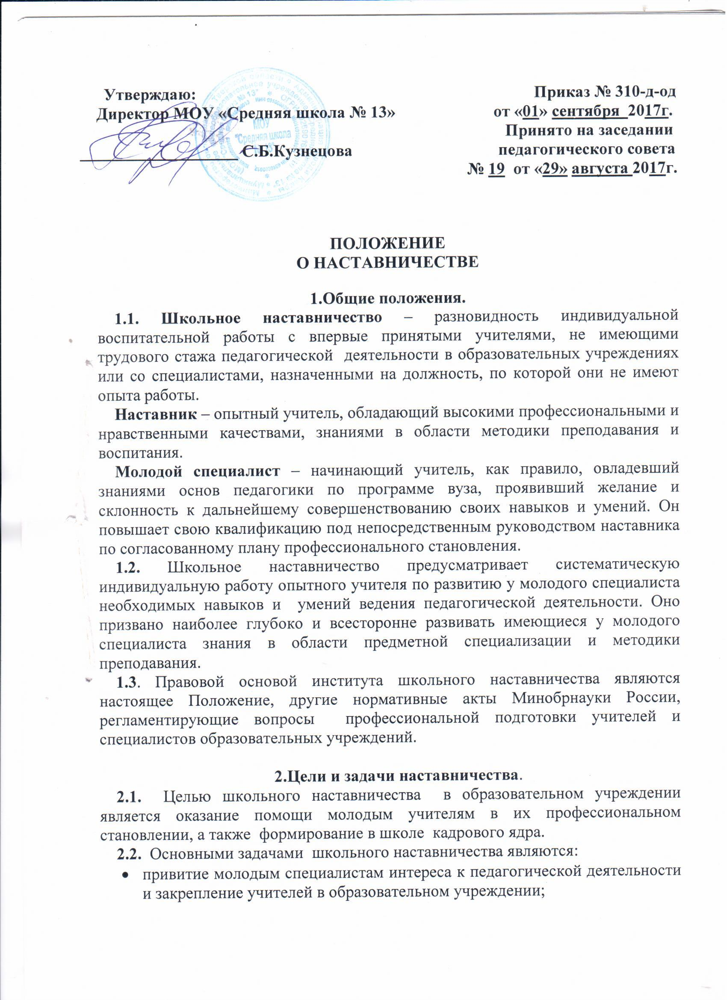 Утверждаю:
Директор МОУ «Средняя школа № 13»
С.Б.Кузнецова
Приказ № 310-д-од
от «01» сентября 2017г.
Принято на заседании
педагогического совета
№ 19 от «29» августа 2017г.
МОУ
"Средняя школа
№ 13"
ПОЛОЖЕНИЕ
О НАСТАВНИЧЕСТВЕ
1.Общие положения.
1.1. Школьное наставничество – разновидность индивидуальной
воспитательной работы с впервые принятыми учителями, не имеющими
трудового стажа педагогической деятельности в образовательных учреждениях
или со специалистами, назначенными на должность, по которой они не имеют
опыта работы.
Наставник – опытный учитель, обладающий высокими профессиональными и
нравственными качествами, знаниями в области методики преподавания и
воспитания.
Молодой специалист – начинающий учитель, как правило, овладевший
знаниями основ педагогики по программе вуза, проявивший желание и
склонность к дальнейшему совершенствованию своих навыков и умений. Он
повышает свою квалификацию под непосредственным руководством наставника
по согласованному плану профессионального становления.
1.2. Школьное наставничество предусматривает систематическую
индивидуальную работу опытного учителя по развитию у молодого специалиста
необходимых навыков и умений ведения педагогической деятельности. Оно
призвано наиболее глубоко и всесторонне развивать имеющиеся у молодого
специалиста знания в области предметной специализации и методики
преподавания.
1.3. Правовой основой института школьного наставничества являются
настоящее Положение, другие нормативные акты Минобрнауки России,
регламентирующие вопросы профессиональной подготовки учителей и
специалистов образовательных учреждений.
2.Цели и задачи наставничества.
2.1. Целью школьного наставничества в образовательном учреждении
является оказание помощи молодым учителям в их профессиональном
становлении, а также формирование в школе кадрового ядра.
2.2. Основными задачами школьного наставничества являются:
• привитие молодым специалистам интереса к педагогической деятельности
и закрепление учителей в образовательном учреждении;